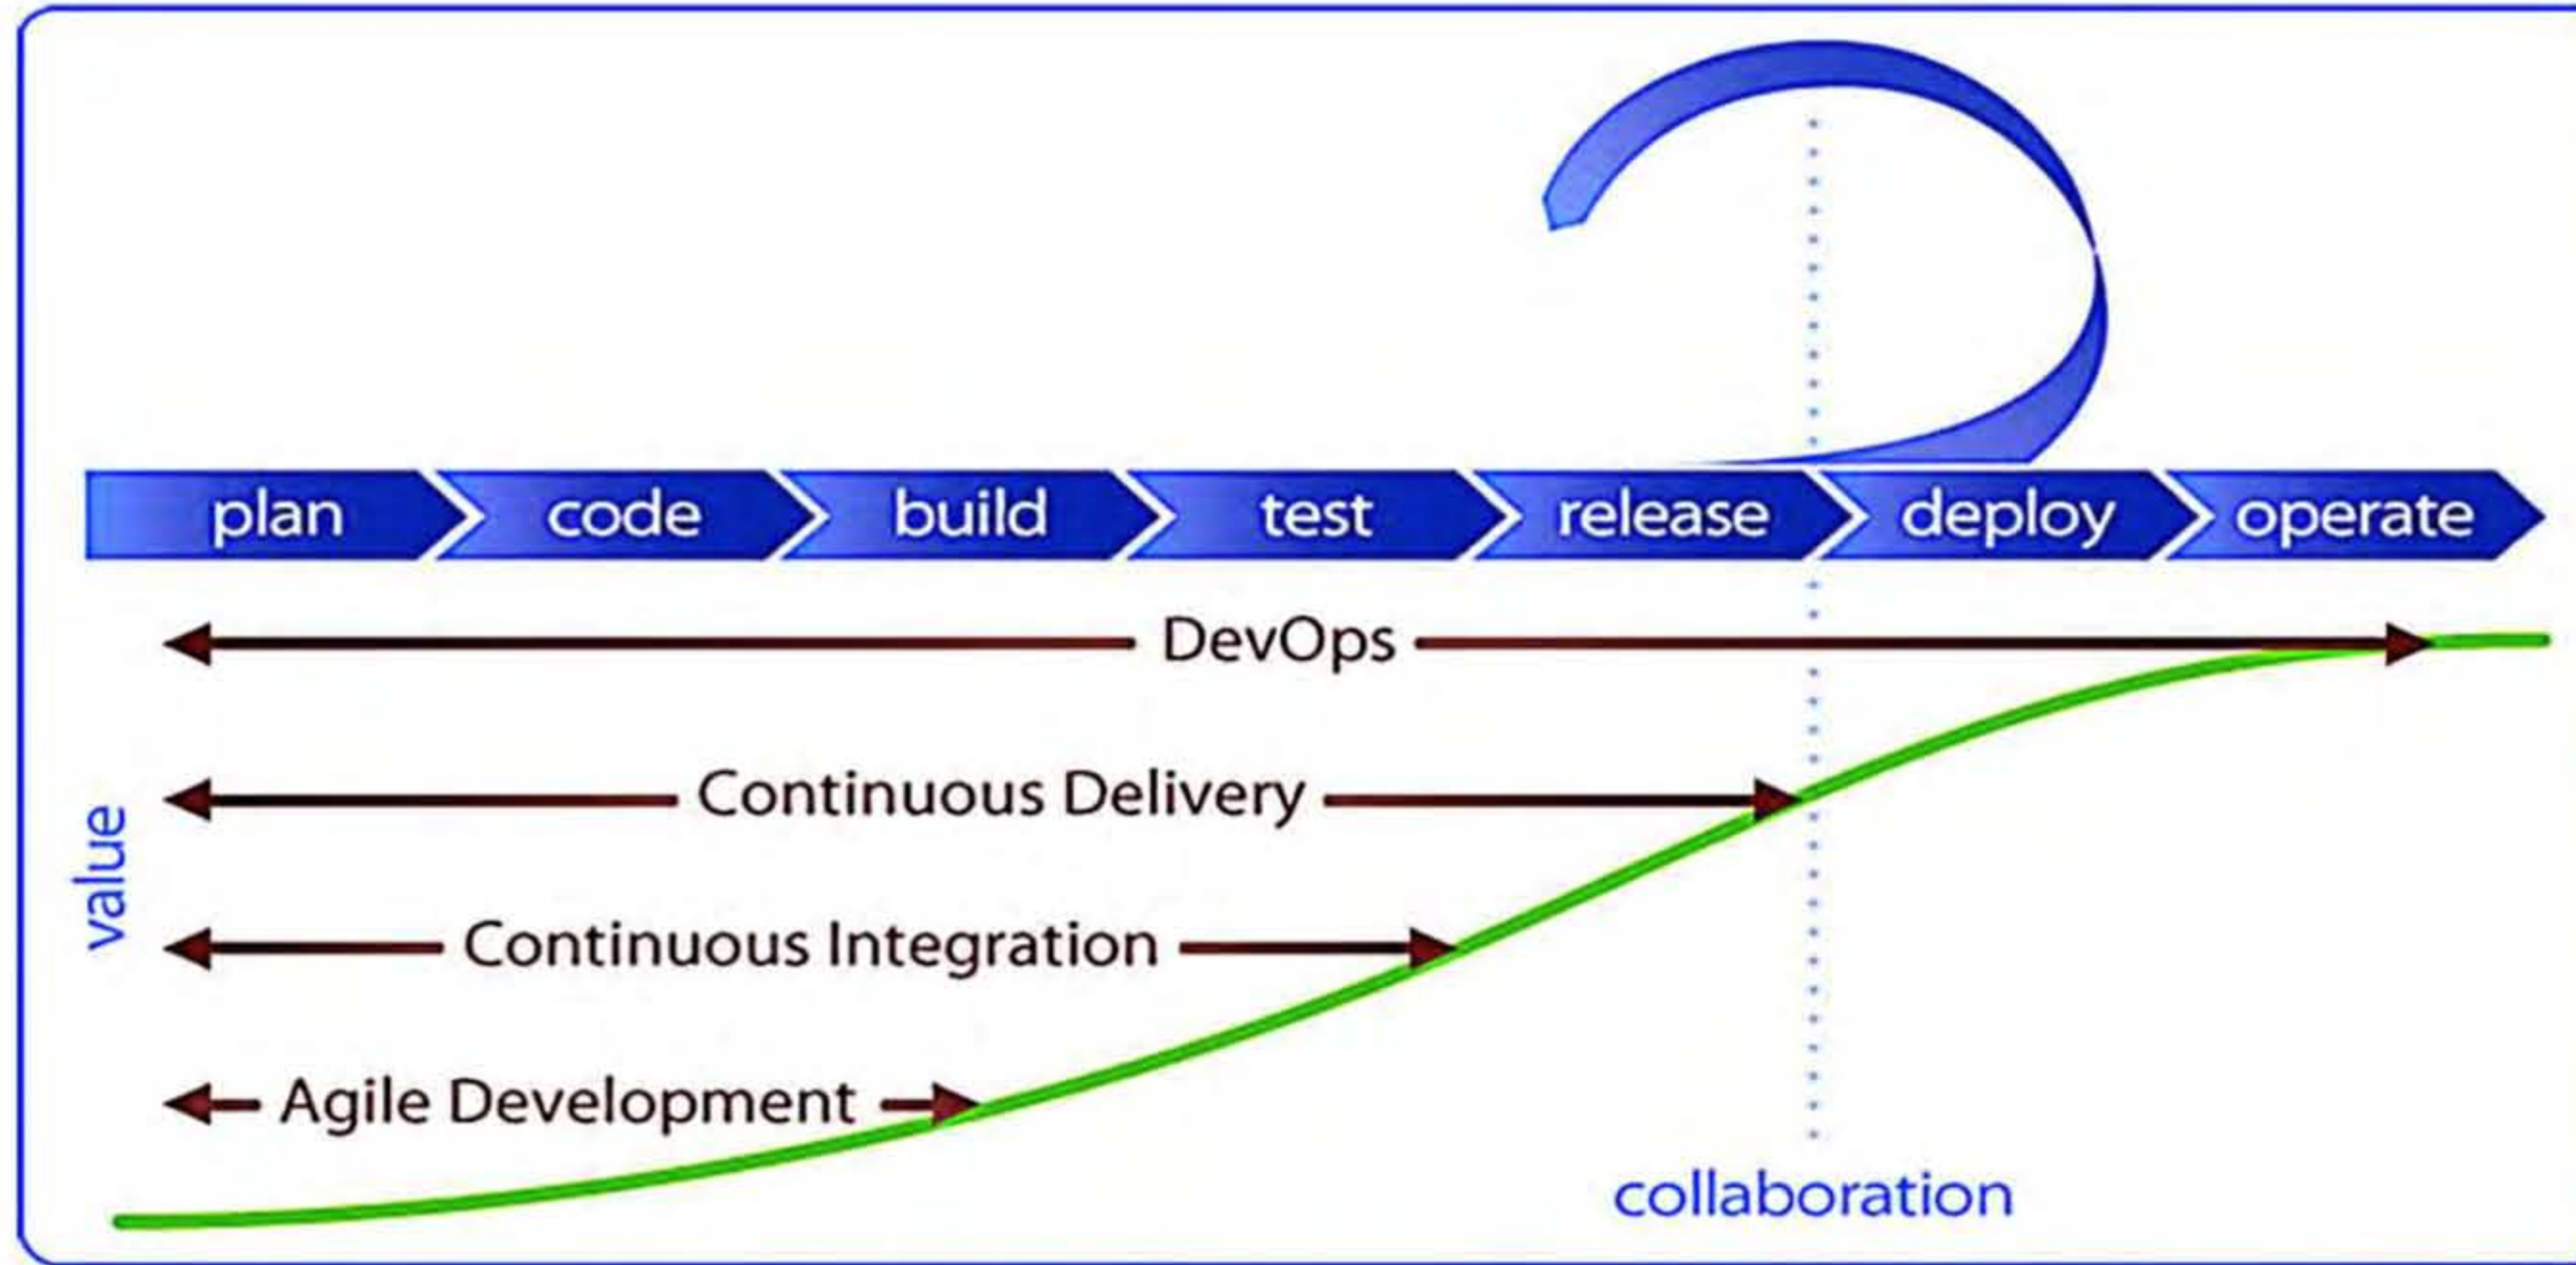 plan code build test release deploy operate
DevOps
Continuous Delivery
value
Continuous Integration
Agile Development
collaboration